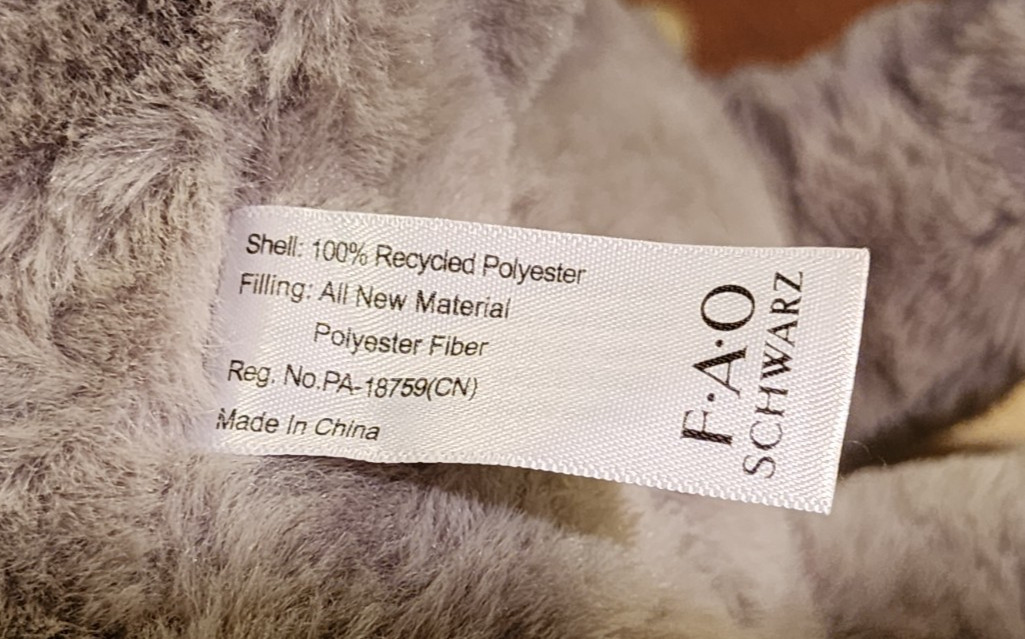 Shell: 100% Recycled Polyester
Filling: All New Material
Polyester Fiber
Reg. No.PA-18759(CN)
Made In China
F·A·O
SCHWARZ